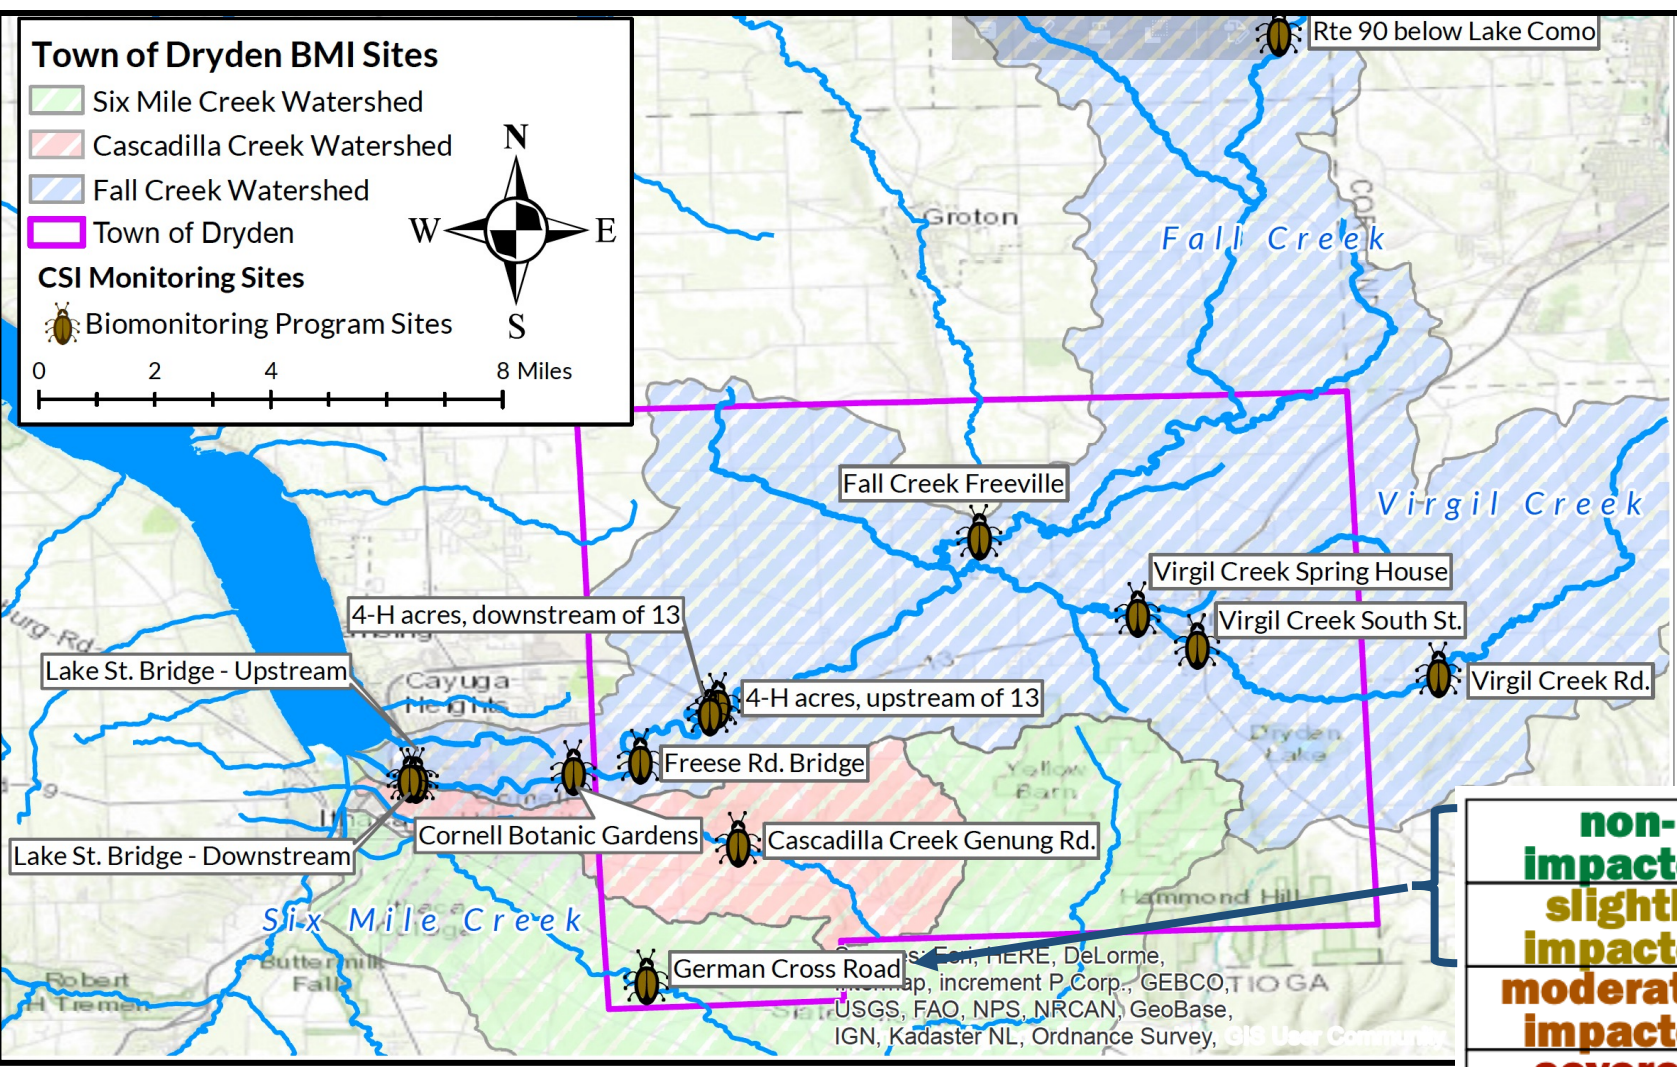 Town of Dryden BMI Sites
Six Mile Creek Watershed
Cascadilla Creek Watershed
Fall Creek Watershed
Town of Dryden
CSI Monitoring Sites
Biomonitoring Program Sites
0 2 4 8 Miles
N
W E
S
Rte 90 below Lake Como
Groton
Fall Creek
Fall Creek Freeville
Virgil Creek
Virgil Creek Spring House
4-H acres, downstream of 13
Virgil Creek South St.
13
Lake St. Bridge - Upstream
Cayuga
Heights
Virgil Creek Rd.
4-H acres, upstream of 13
Dryden
Lake
Freese Rd. Bridge
Yellow
Barn
Cornell Botanic Gardens
Cascadilla Creek Genung Rd.
Lake St. Bridge - Downstream
Hammond Hill
Six Mile Creek
Buttermilk
Falls
Robert
H Treman
German Cross Road
Esri, HERE, DeLorme,
increment P Corp., GEBCO,
TIOGA
USGS, FAO, NPS, NRCAN, GeoBase,
IGN, Kadaster NL, Ordnance Survey,
GIS User Community
non-
impact
slightl
impact
moderat
impact